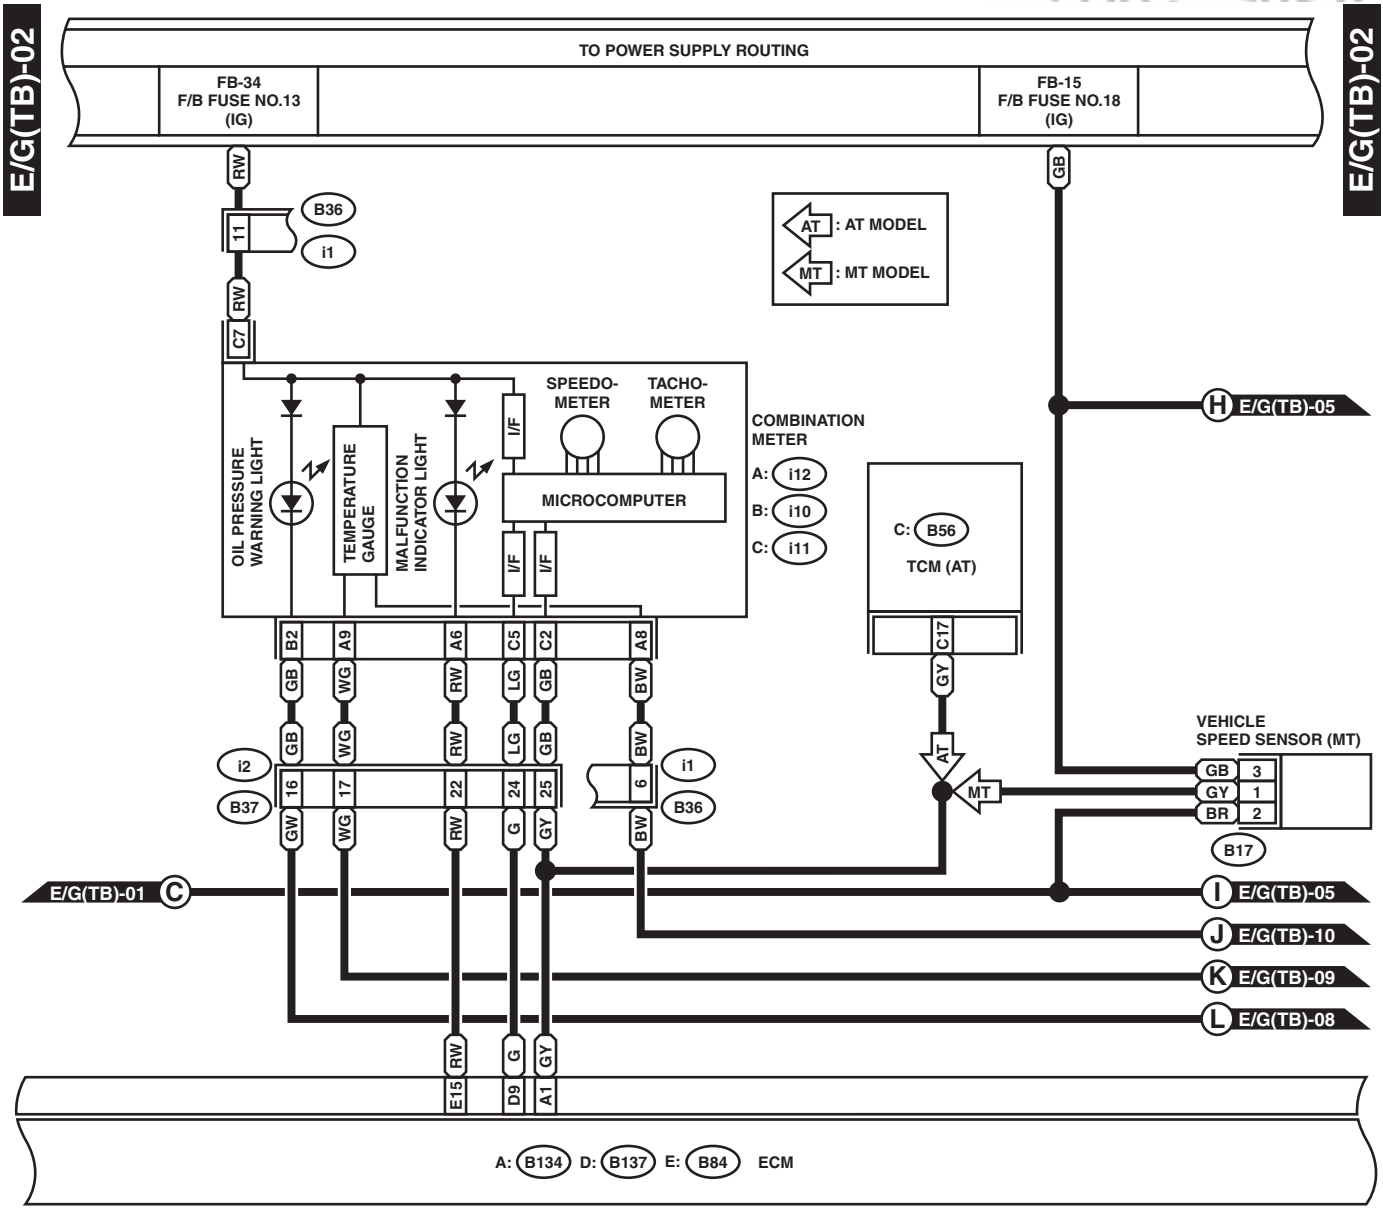 E/G(TB)-02
E/G(TB)-02
TO POWER SUPPLY ROUTING
FB-34
F/B FUSE NO.13
(IG)
FB-15
F/B FUSE NO.18
(IG)
RW
GB
11
B36
i1
RW
C7
AT : AT MODEL
MT : MT MODEL
H E/G(TB)-05
OIL PRESSURE
WARNING LIGHT
TEMPERATURE
GAUGE
MALFUNCTION
INDICATOR LIGHT
I/F
SPEEDO-
METER
TACHO-
METER
MICROCOMPUTER
I/F
I/F
COMBINATION
METER
A: i12
B: i10
C: i11
C: B56
TCM (AT)
C17
GY
AT
MT
B2 A9 A6 C5 C2 A8
GB WG RW LG GB BW
GB WG RW LG GB BW
i2
B37
16 17 22 24 25 6
i1
B36
GW WG RW G GY BW
VEHICLE
SPEED SENSOR (MT)
GB 3
GY 1
BR 2
B17
E/G(TB)-01 C
I E/G(TB)-05
J E/G(TB)-10
K E/G(TB)-09
L E/G(TB)-08
RW G GY
E15 D9 A1
A: B134 D: B137 E: B84 ECM